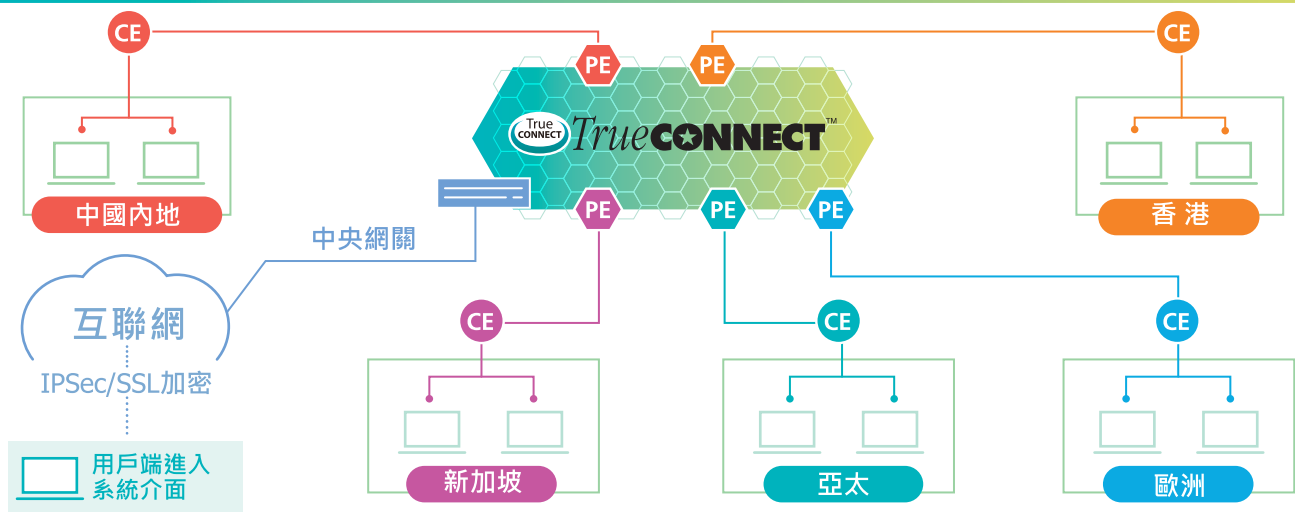 CE
CE
PE
PE
True
CONNECT
TrueCONNECT™
中國內地
香港
PE
PE
PE
中央網關
互聯網
CE
CE
CE
IPSec/SSL加密
用戶端進入
系統介面
新加坡
亞太
歐洲